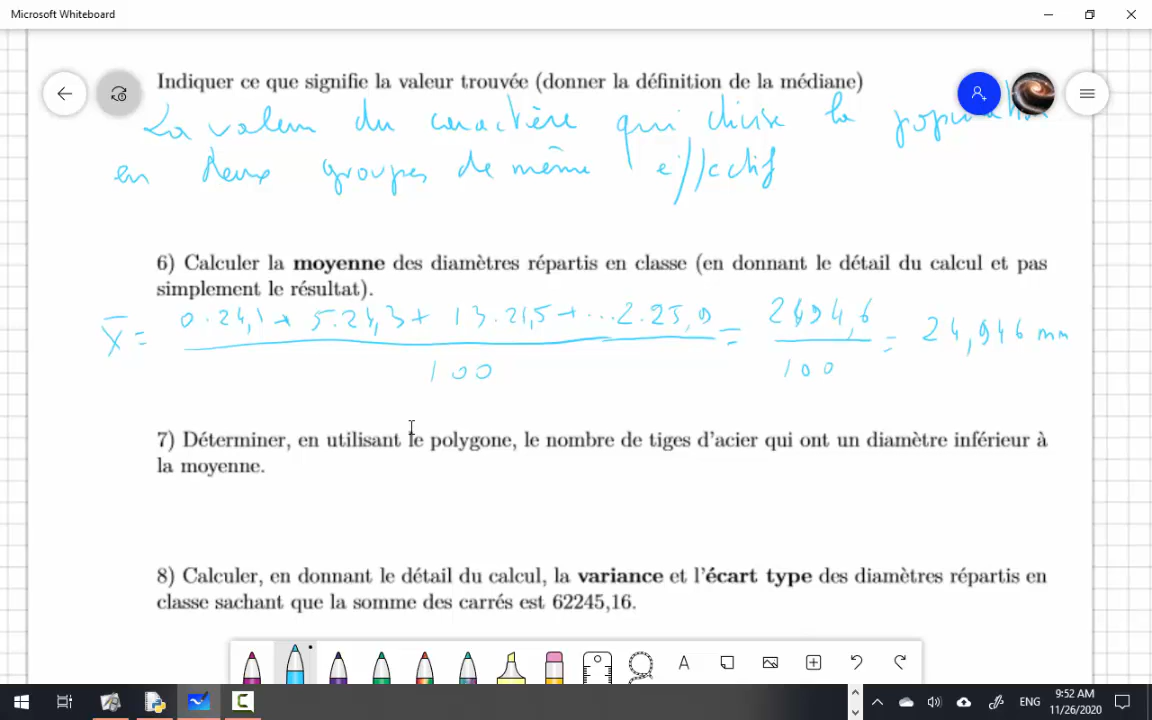 Microsoft Whiteboard
Indiquer ce que signifie la valeur trouvée (donner la définition de la médiane)
La valeur du caractère qui divise la population
en deux groupes de même effectif
6) Calculer la moyenne des diamètres répartis en classe (en donnant le détail du calcul et pas
simplement le résultat).
X̄ = (0.24,1 + 5.24,3 + 13.21,5 + ...2.25,9) / 100 = 2494,6 / 100 = 24,946 mm
7) Déterminer, en utilisant le polygone, le nombre de tiges d'acier qui ont un diamètre inférieur à
la moyenne.
8) Calculer, en donnant le détail du calcul, la variance et l'écart type des diamètres répartis en
classe sachant que la somme des carrés est 62245,16.
A
ENG
9:52 AM
11/26/2020